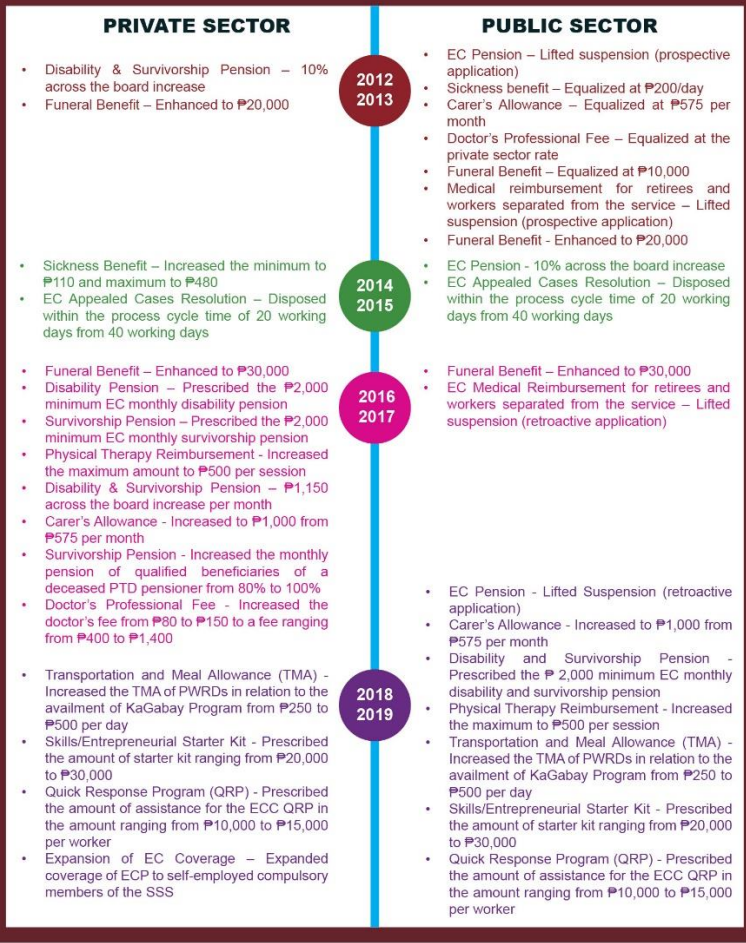 PRIVATE SECTOR
• Disability & Survivorship Pension – 10%
across the board increase
• Funeral Benefit – Enhanced to ₱20,000
• Sickness Benefit – Increased the minimum to
₱110 and maximum to ₱480
• EC Appealed Cases Resolution – Disposed
within the process cycle time of 20 working
days from 40 working days
• Funeral Benefit – Enhanced to ₱30,000
• Disability Pension – Prescribed the ₱2,000
minimum EC monthly disability pension
• Survivorship Pension – Prescribed the ₱2,000
minimum EC monthly survivorship pension
• Physical Therapy Reimbursement - Increased
the maximum amount to ₱500 per session
• Disability & Survivorship Pension – ₱1,150
across the board increase per month
• Carer's Allowance - Increased to ₱1,000 from
₱575 per month
• Survivorship Pension - Increased the monthly
pension of qualified beneficiaries of a
deceased PTD pensioner from 80% to 100%
• Doctor's Professional Fee - Increased the
doctor's fee from ₱80 to ₱150 to a fee ranging
from ₱400 to ₱1,400
• Transportation and Meal Allowance (TMA) -
Increased the TMA of PWRDs in relation to the
availment of KaGabay Program from ₱250 to
₱500 per day
• Skills/Entrepreneurial Starter Kit - Prescribed
the amount of starter kit ranging from ₱20,000
to ₱30,000
• Quick Response Program (QRP) - Prescribed
the amount of assistance for the ECC QRP in
the amount ranging from ₱10,000 to ₱15,000
per worker
• Expansion of EC Coverage – Expanded
coverage of ECP to self-employed compulsory
members of the SSS
2012
2013
2014
2015
2016
2017
2018
2019
PUBLIC SECTOR
• EC Pension – Lifted suspension (prospective
application)
• Sickness benefit – Equalized at ₱200/day
• Carer's Allowance – Equalized at ₱575 per
month
• Doctor's Professional Fee – Equalized at the
private sector rate
• Funeral Benefit – Equalized at ₱10,000
• Medical reimbursement for retirees and
workers separated from the service – Lifted
suspension (prospective application)
• Funeral Benefit - Enhanced to ₱20,000
• EC Pension - 10% across the board increase
• EC Appealed Cases Resolution – Disposed
within the process cycle time of 20 working
days from 40 working days
• Funeral Benefit – Enhanced to ₱30,000
• EC Medical Reimbursement for retirees and
workers separated from the service – Lifted
suspension (retroactive application)
• EC Pension - Lifted Suspension (retroactive
application)
• Carer's Allowance - Increased to ₱1,000 from
₱575 per month
• Disability and Survivorship Pension -
Prescribed the ₱ 2,000 minimum EC monthly
disability and survivorship pension
• Physical Therapy Reimbursement - Increased
the maximum to ₱500 per session
• Transportation and Meal Allowance (TMA) -
Increased the TMA of PWRDs in relation to the
availment of KaGabay Program from ₱250 to
₱500 per day
• Skills/Entrepreneurial Starter Kit - Prescribed
the amount of starter kit ranging from ₱20,000
to ₱30,000
• Quick Response Program (QRP) - Prescribed
the amount of assistance for the ECC QRP in
the amount ranging from ₱10,000 to ₱15,000
per worker